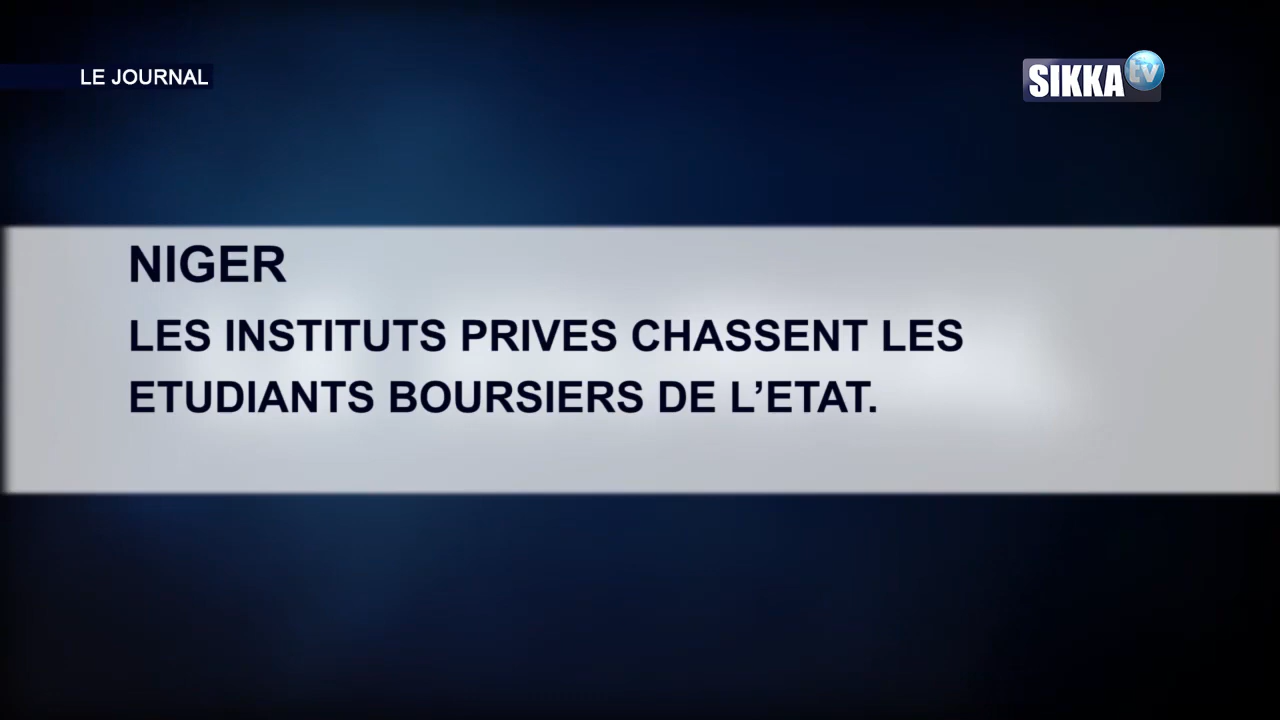 LE JOURNAL
SIKKA tv
NIGER
LES INSTITUTS PRIVES CHASSENT LES
ETUDIANTS BOURSIERS DE L’ETAT.